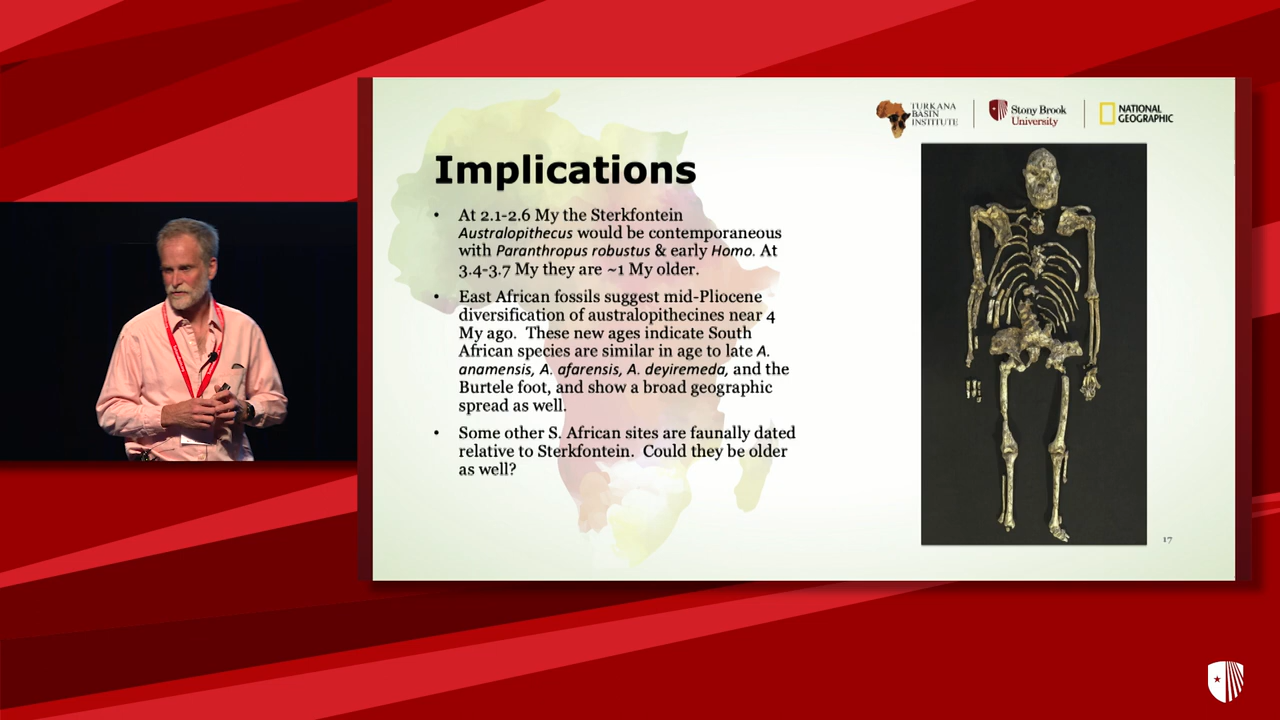 TURKANA
BASIN
INSTITUTE
Stony Brook
University
NATIONAL
GEOGRAPHIC
Implications
• At 2.1-2.6 My the Sterkfontein
Australopithecus would be contemporaneous
with Paranthropus robustus & early Homo. At
3.4-3.7 My they are ~1 My older.
• East African fossils suggest mid-Pliocene
diversification of australopithecines near 4
My ago. These new ages indicate South
African species are similar in age to late A.
anamensis, A. afarensis, A. deyiremeda, and the
Burtele foot, and show a broad geographic
spread as well.
• Some other S. African sites are faunally dated
relative to Sterkfontein. Could they be older
as well?
17